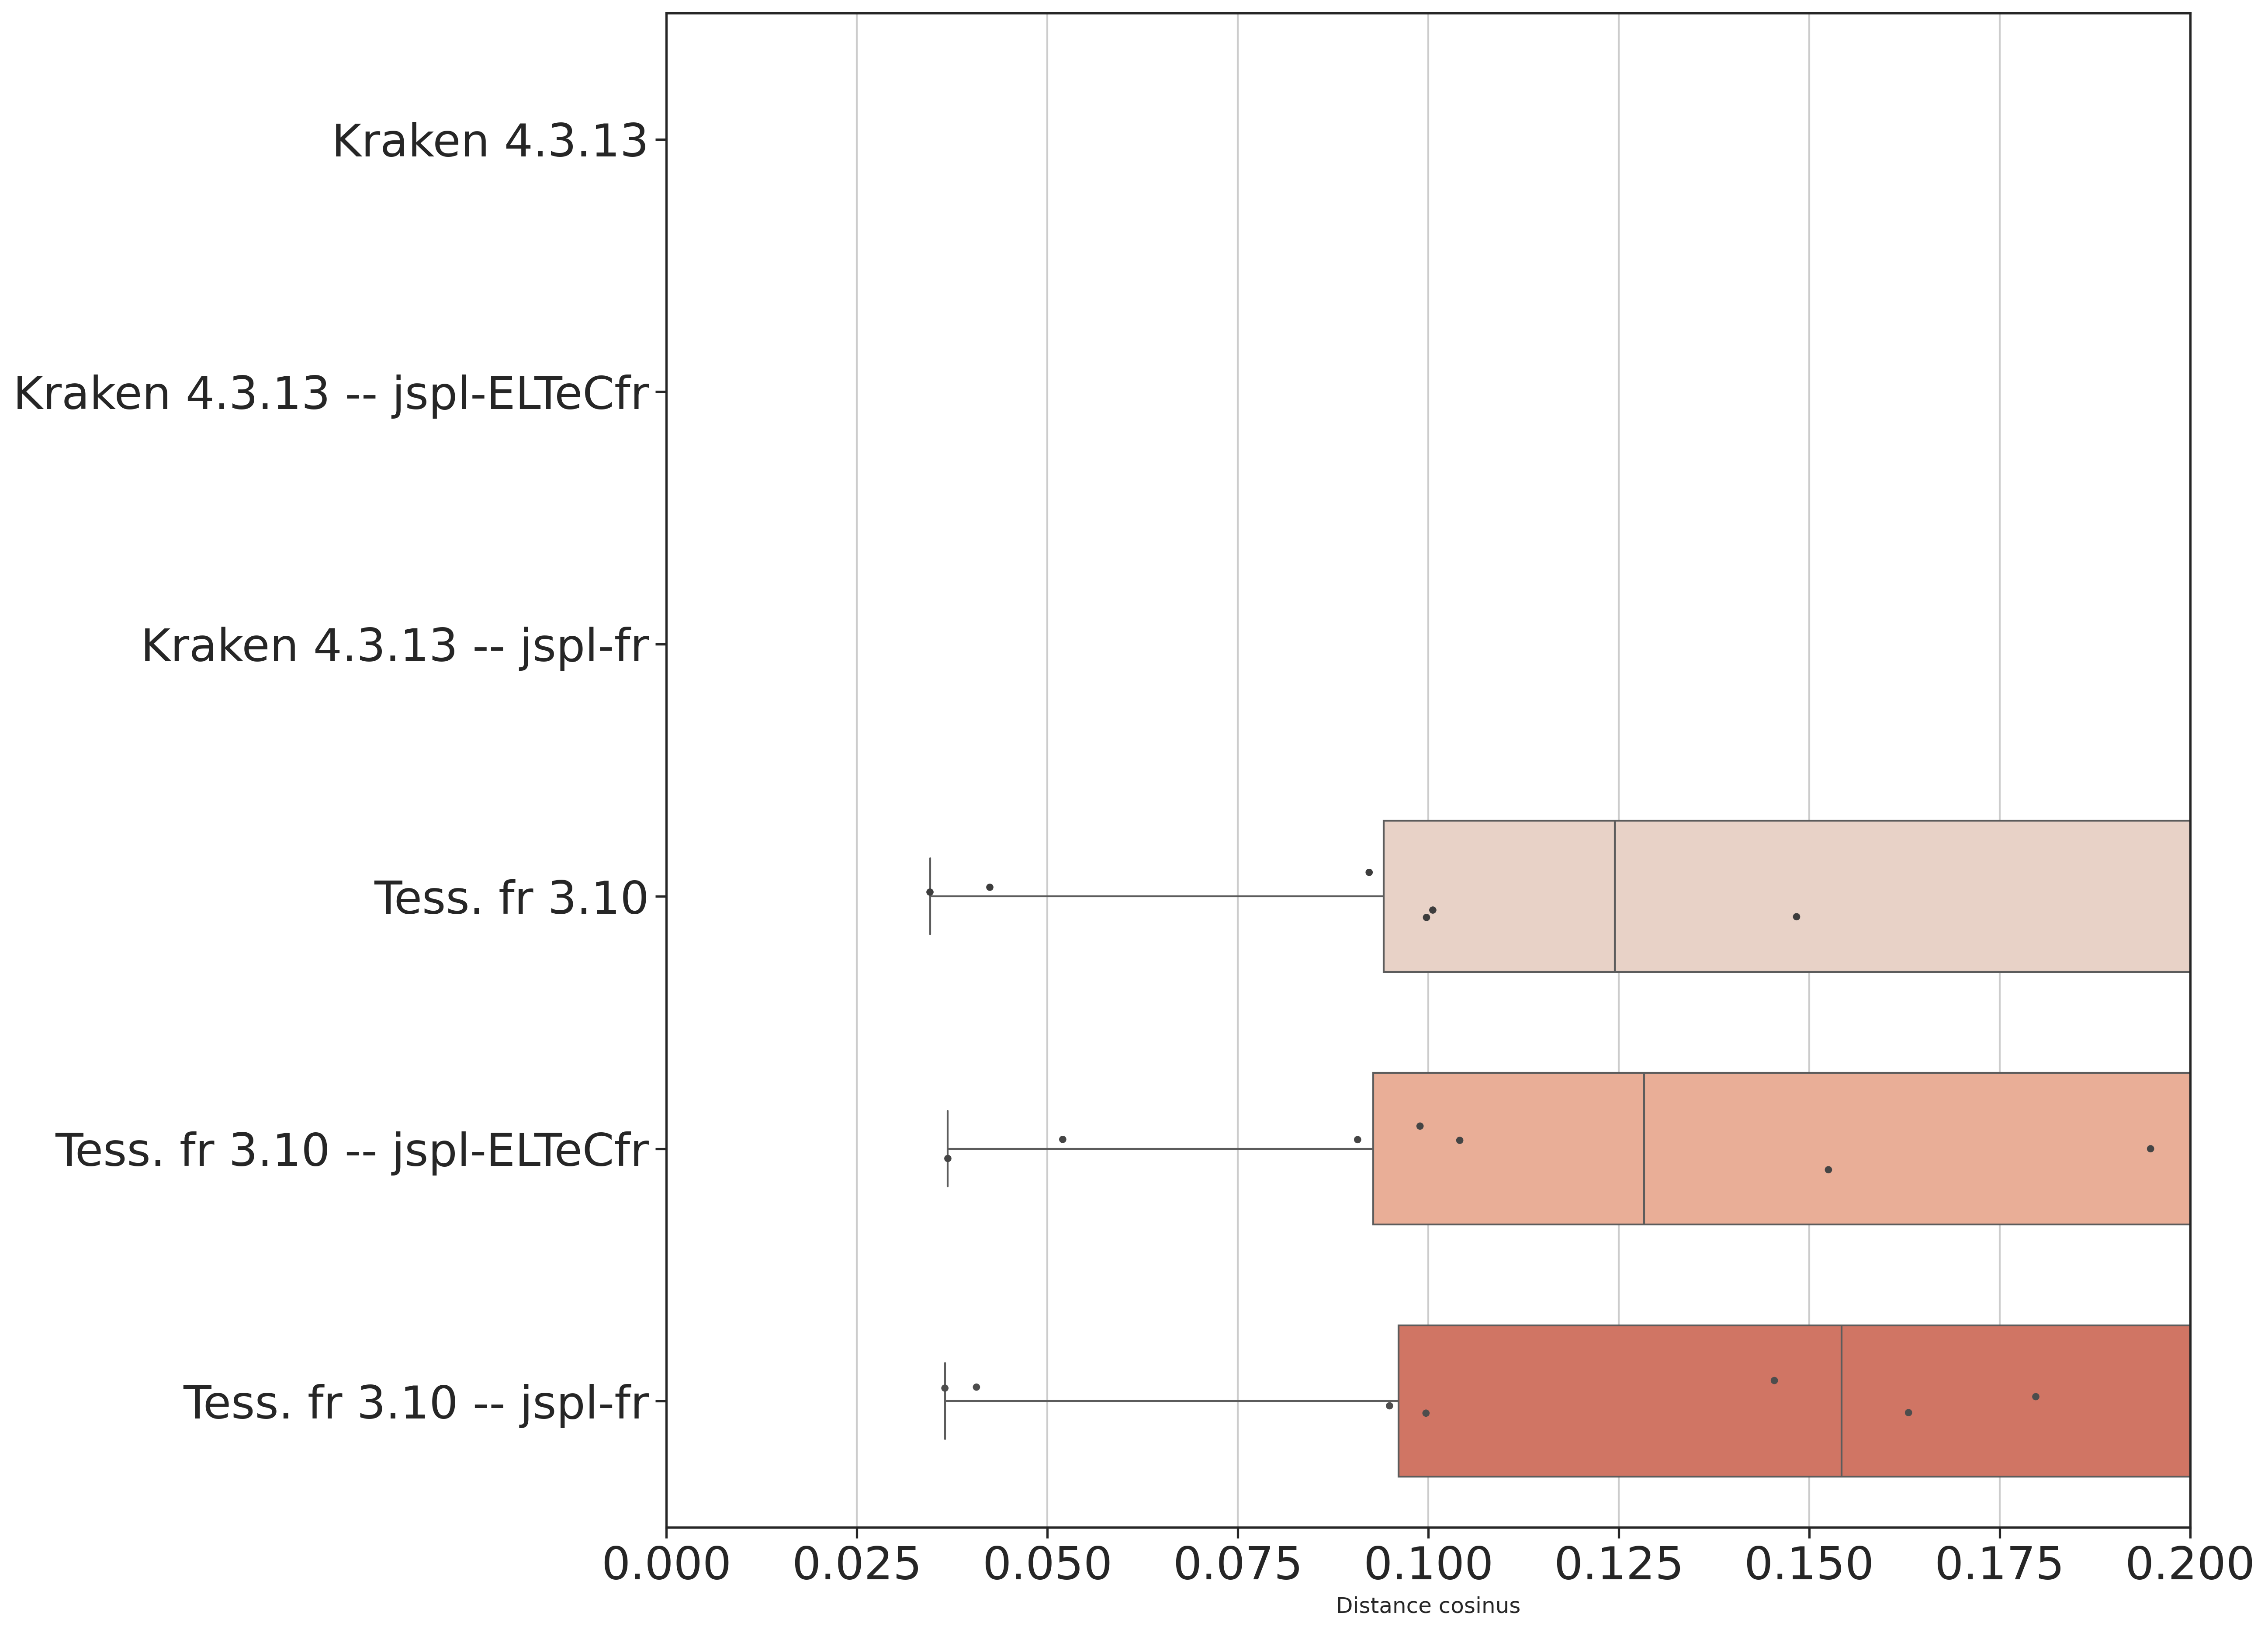 Kraken 4.3.13
Kraken 4.3.13 -- jspl-ELTeCfr
Kraken 4.3.13 -- jspl-fr
Tess. fr 3.10
Tess. fr 3.10 -- jspl-ELTeCfr
Tess. fr 3.10 -- jspl-fr
0.000 0.025 0.050 0.075 0.100 0.125 0.150 0.175 0.200
Distance cosinus